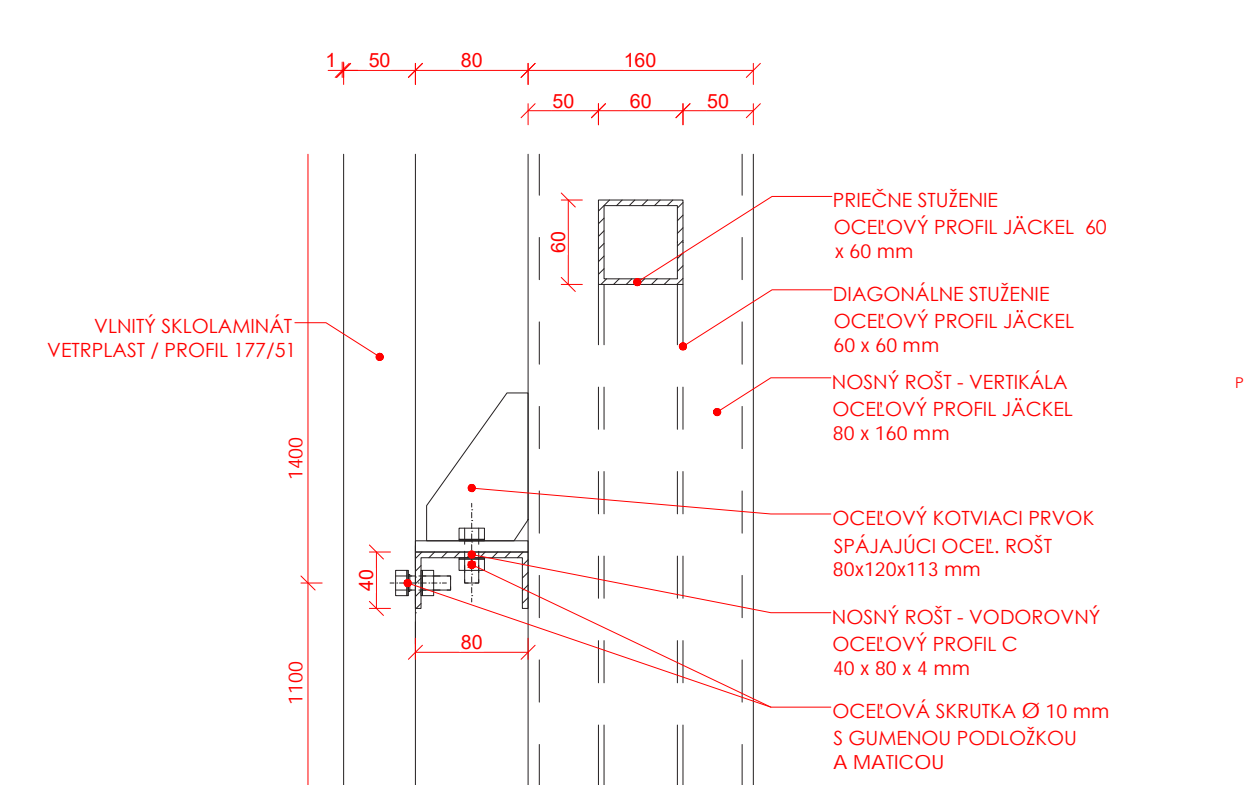 1 50 80 160
50 60 50
60
PRIEČNE STUŽENIE
OCEĽOVÝ PROFIL JÄCKEL 60
x 60 mm
DIAGONÁLNE STUŽENIE
OCEĽOVÝ PROFIL JÄCKEL
60 x 60 mm
VLNITÝ SKLOLAMINÁT
VETRPLAST / PROFIL 177/51
NOSNÝ ROŠT - VERTIKÁLA
OCEĽOVÝ PROFIL JÄCKEL
80 x 160 mm
P
1400
OCEĽOVÝ KOTVIACI PRVOK
SPÁJAJÚCI OCEĽ. ROŠT
80x120x113 mm
40
NOSNÝ ROŠT - VODOROVNÝ
OCEĽOVÝ PROFIL C
40 x 80 x 4 mm
80
1100
OCEĽOVÁ SKRUTKA Ø 10 mm
S GUMENOU PODLOŽKOU
A MATICOU